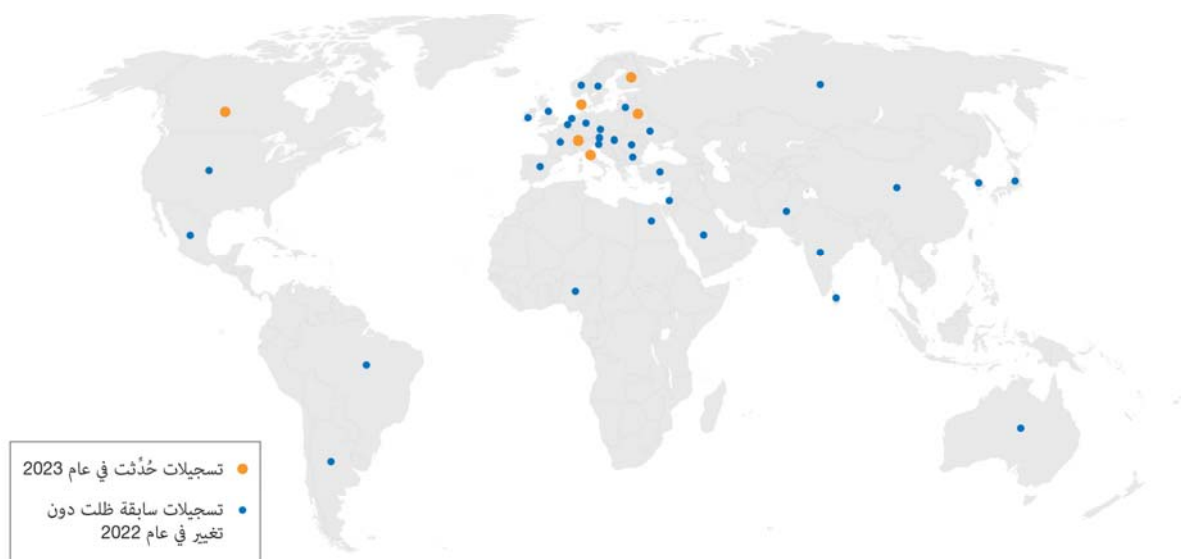 تسجيلات حُدِّثت في عام 2023
تسجيلات سابقة ظلت دون
تغيير في عام 2022